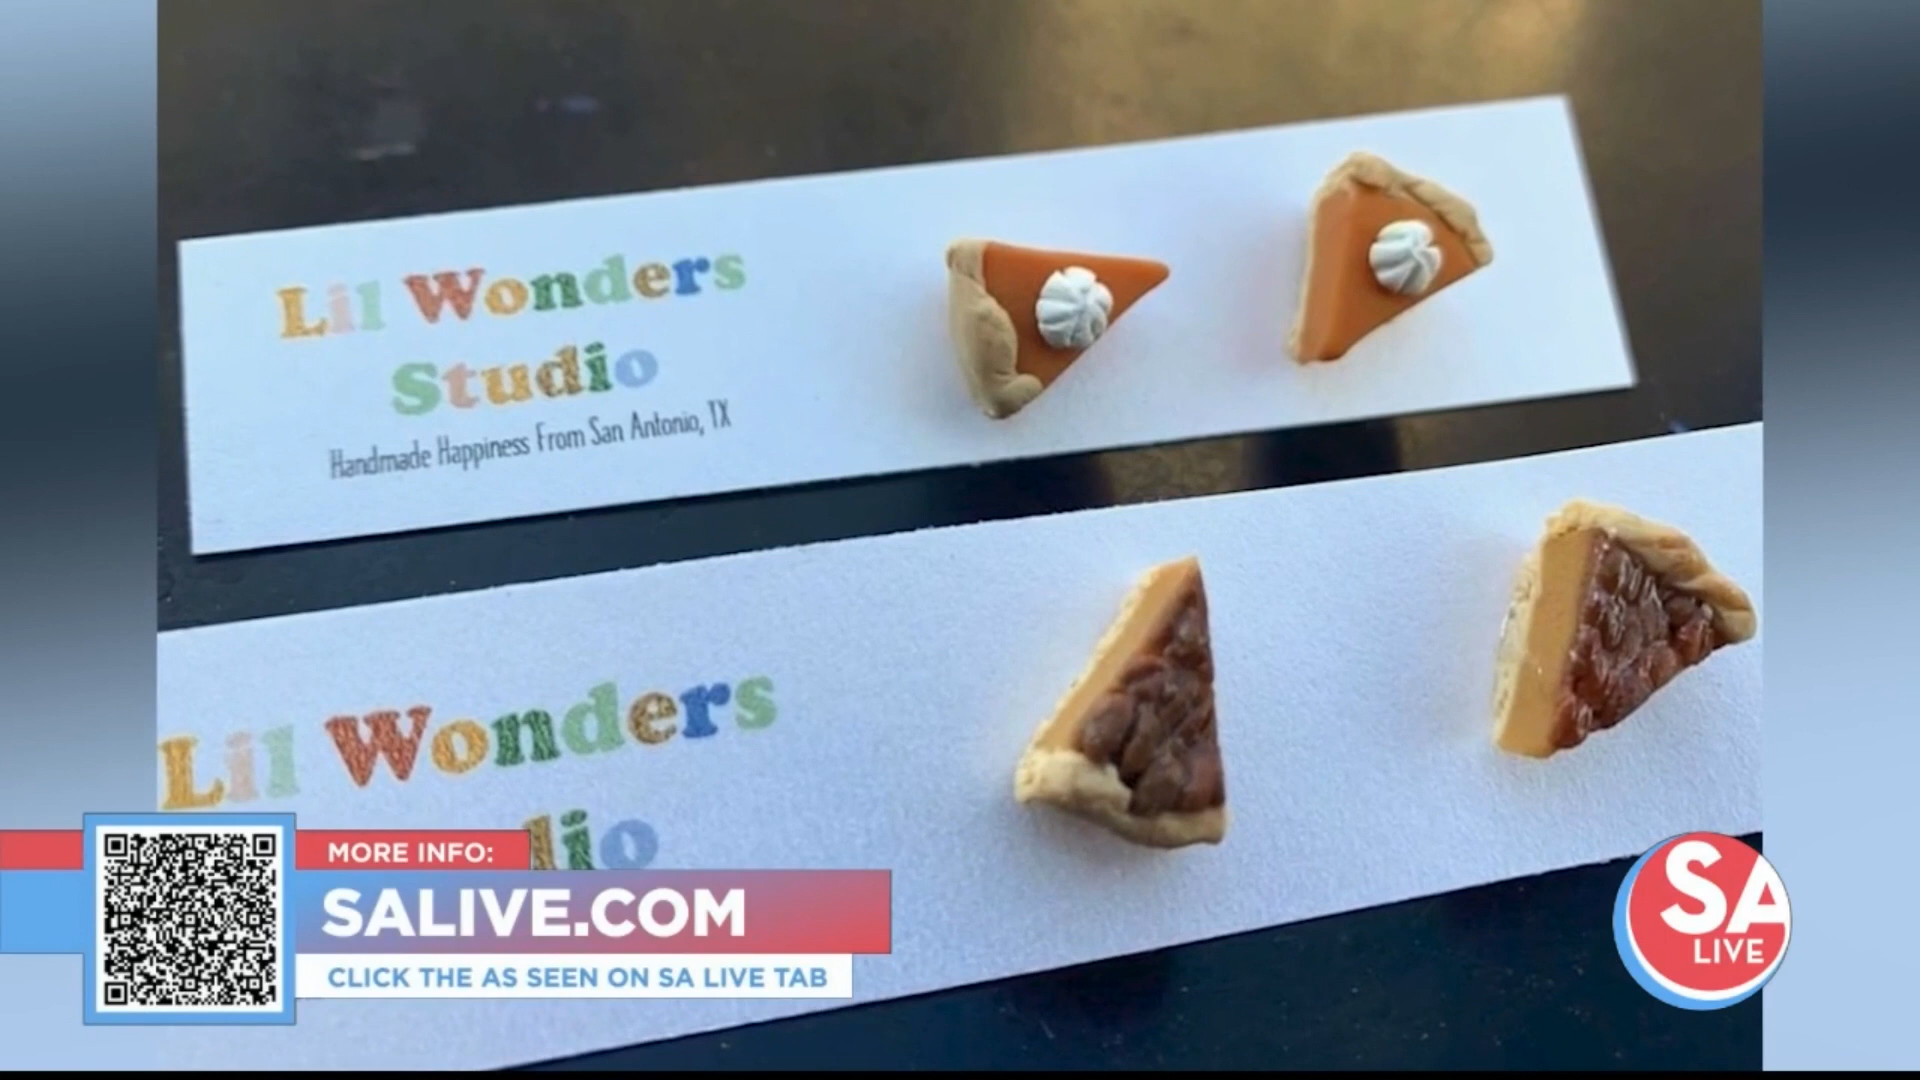 Lil Wonders
Studio
Handmade Happiness From San Antonio, TX
Lil Wonders
dio
MORE INFO:
SALIVE.COM
CLICK THE AS SEEN ON SA LIVE TAB
SA
LIVE